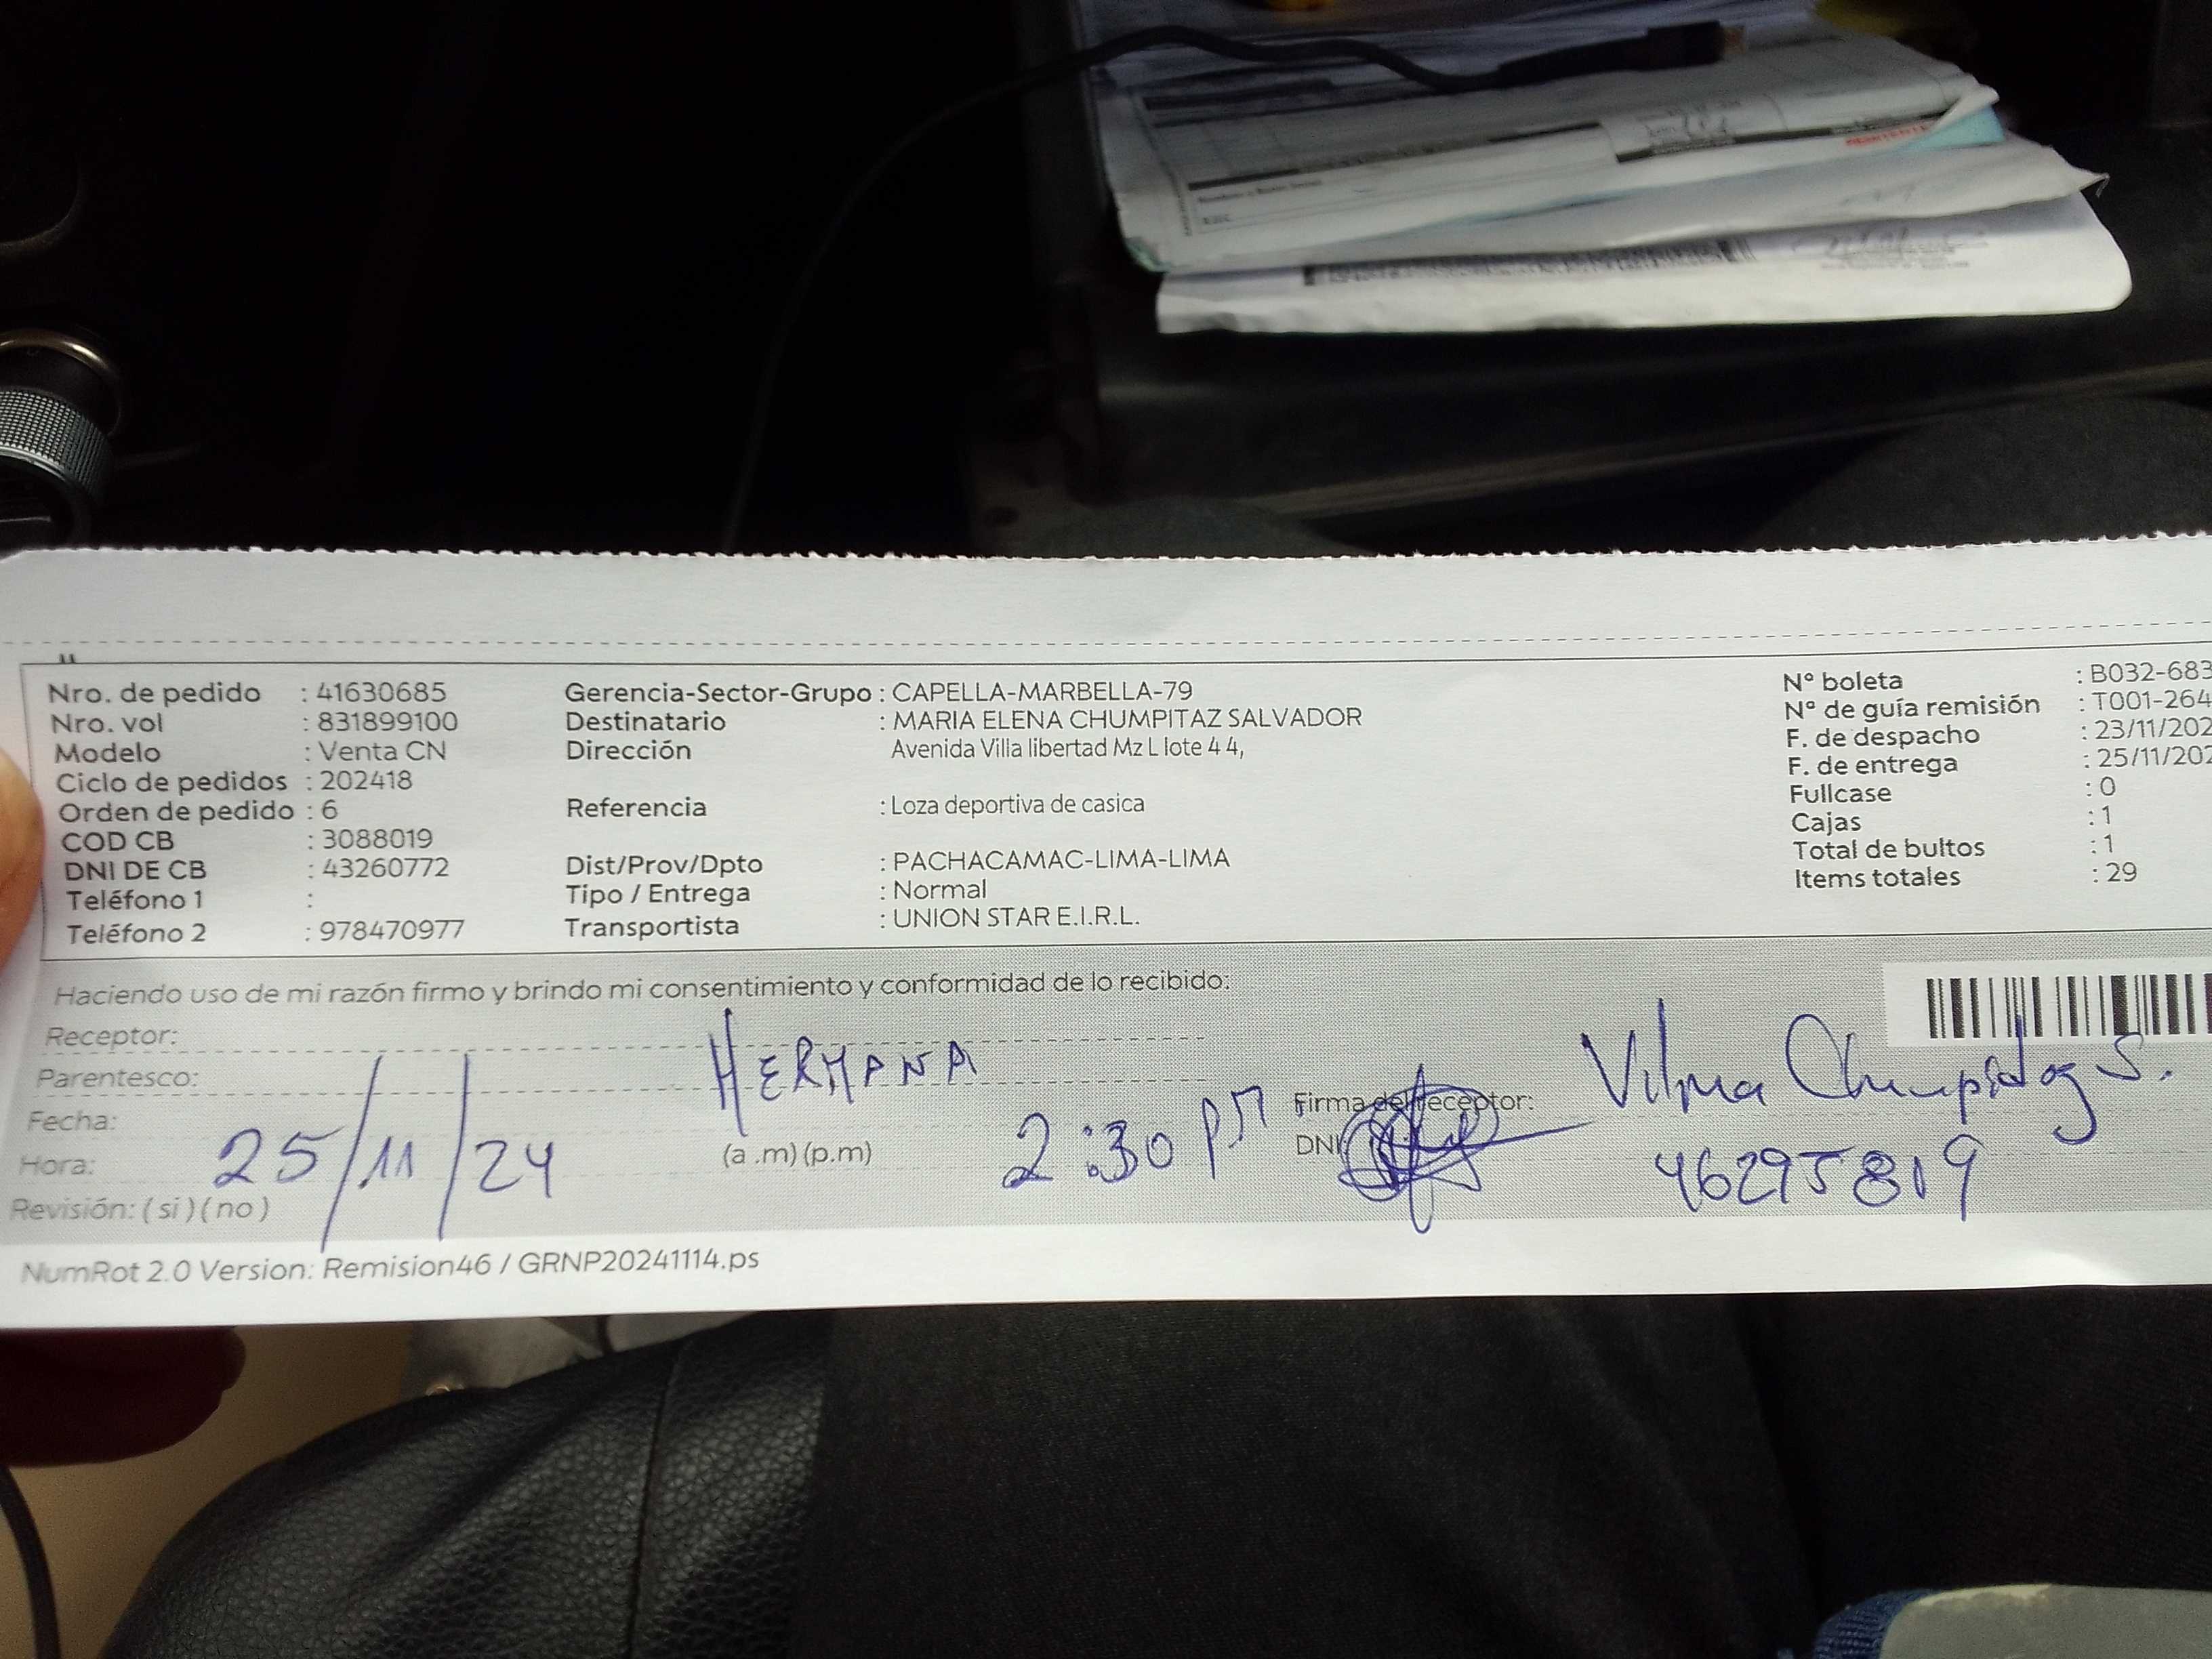 Nro. de pedido : 41630685
Nro. vol : 831899100
Modelo : Venta CN
Ciclo de pedidos : 202418
Orden de pedido : 6
COD CB : 3088019
DNI DE CB : 43260772
Teléfono 1 :
Teléfono 2 : 978470977
Gerencia-Sector-Grupo : CAPELLA-MARBELLA-79
Destinatario : MARIA ELENA CHUMPITAZ SALVADOR
Dirección Avenida Villa libertad Mz L lote 4 4,
Referencia : Loza deportiva de casica
Dist/Prov/Dpto : PACHACAMAC-LIMA-LIMA
Tipo / Entrega : Normal
Transportista : UNION STAR E.I.R.L.
N° boleta : B032-683
N° de guía remisión : T001-264
F. de despacho : 23/11/202
F. de entrega : 25/11/202
Fullcase : 0
Cajas : 1
Total de bultos : 1
Items totales : 29
Haciendo uso de mi razón firmo y brindo mi consentimiento y conformidad de lo recibido:
Receptor:
Parentesco: HERMANA
Fecha: 25/11/24
Hora: (a .m) (p.m) 2:30 PM
Revisión: ( si ) ( no )
Firma del receptor: Vilma S.
DNI 46295819
NumRot 2.0 Version: Remision46 / GRNP20241114.ps